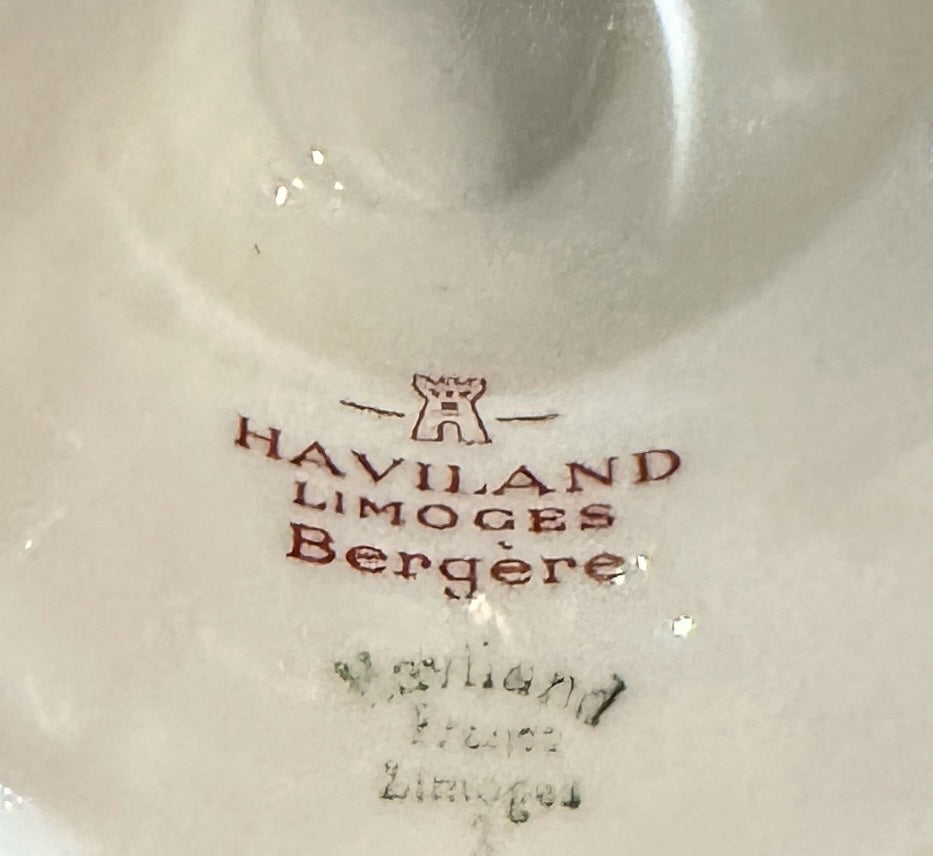 HAVILAND
LIMOGES
Bergère
Haviland
France
Limoges